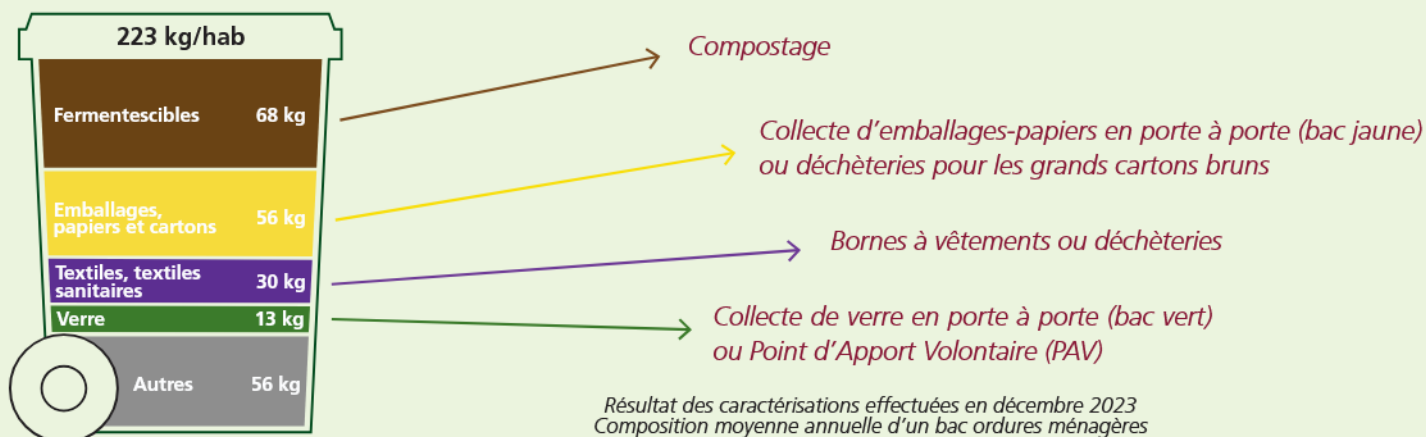 223 kg/hab
Fermentescibles 68 kg
Compostage
Emballages,
papiers et cartons 56 kg
Collecte d’emballages-papiers en porte à porte (bac jaune)
ou déchèteries pour les grands cartons bruns
Textiles, textiles
sanitaires 30 kg
Bornes à vêtements ou déchèteries
Verre 13 kg
Collecte de verre en porte à porte (bac vert)
ou Point d’Apport Volontaire (PAV)
Autres 56 kg
Résultat des caractérisations effectuées en décembre 2023
Composition moyenne annuelle d’un bac ordures ménagères